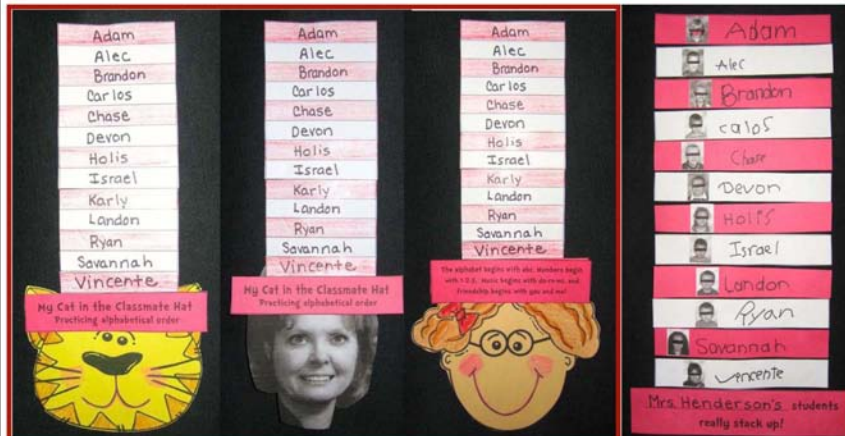 Adam
Alec
Brandon
Carlos
Chase
Devon
Holis
Israel
Karly
Landon
Ryan
Savannah
Vincente
My Cat in the Classmate Hat
Practicing alphabetical order
Adam
Alec
Brandon
Carlos
Chase
Devon
Holis
Israel
Karly
Landon
Ryan
Savannah
Vincente
My Cat in the Classmate Hat
Practicing alphabetical order
Adam
Alec
Brandon
Carlos
Chase
Devon
Holis
Israel
Karly
Landon
Ryan
Savannah
Vincente
The alphabet begins with abc. Numbers begin
with 1-2-3. Music begins with do-re-mi, and
Friendship begins with you and me!
Adam
Alec
Brandon
calos
Chase
Devon
Holis
Israel
Landon
Ryan
Savannah
Vencente
Mrs. Henderson's students
really stack up!